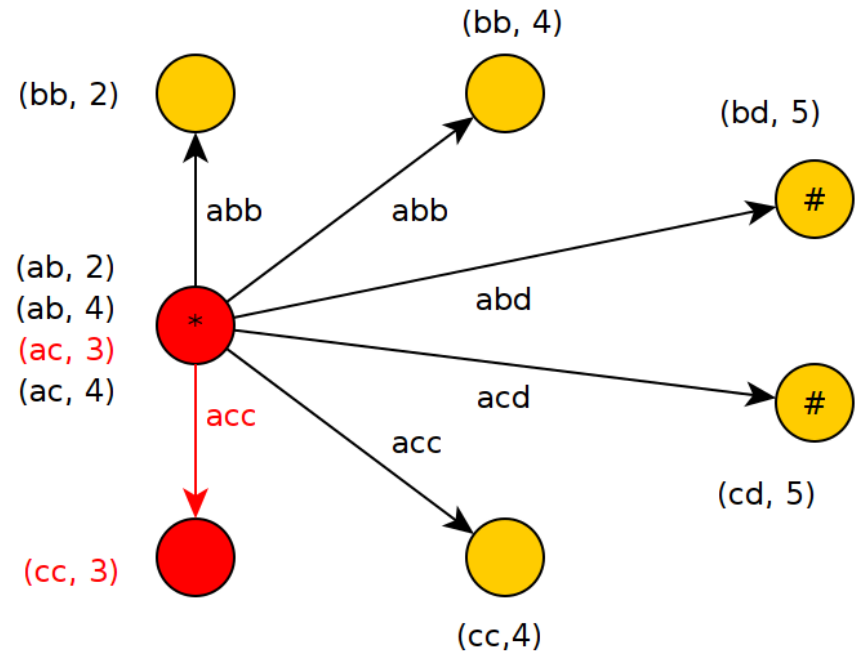 (bb, 4)
(bb, 2)
(bd, 5)
#
abb
abb
(ab, 2)
(ab, 4)
(ac, 3)
(ac, 4)
*
abd
acd
#
acc
acc
(cd, 5)
(cc, 3)
(cc,4)